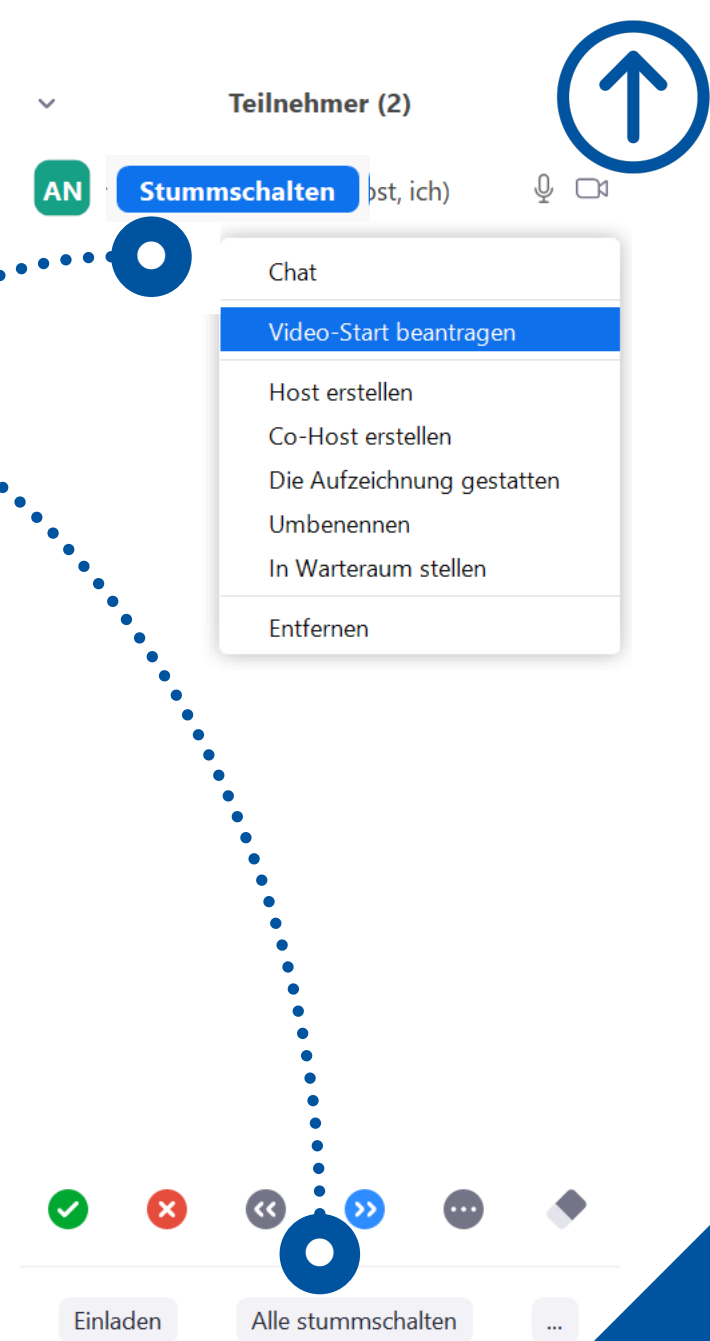 Teilnehmer (2)
AN Stummschalten ost, ich)
Chat
Video-Start beantragen
Host erstellen
Co-Host erstellen
Die Aufzeichnung gestatten
Umbenennen
In Warteraum stellen
Entfernen
Einladen Alle stummschalten ...